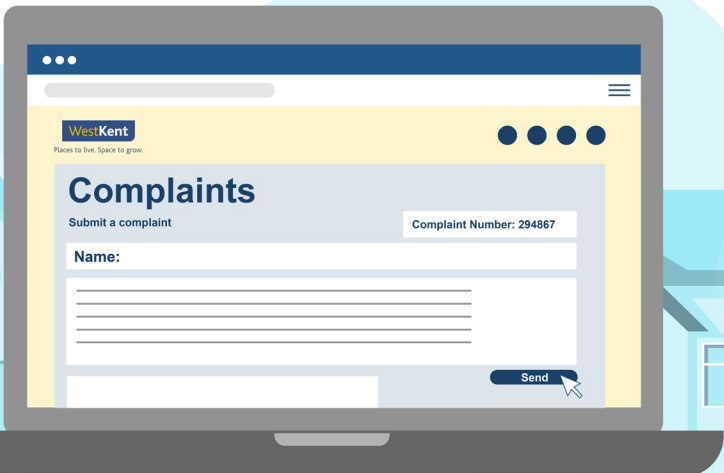 WestKent
Places to live. Space to grow.
Complaints
Submit a complaint
Complaint Number: 294867
Name:
Send